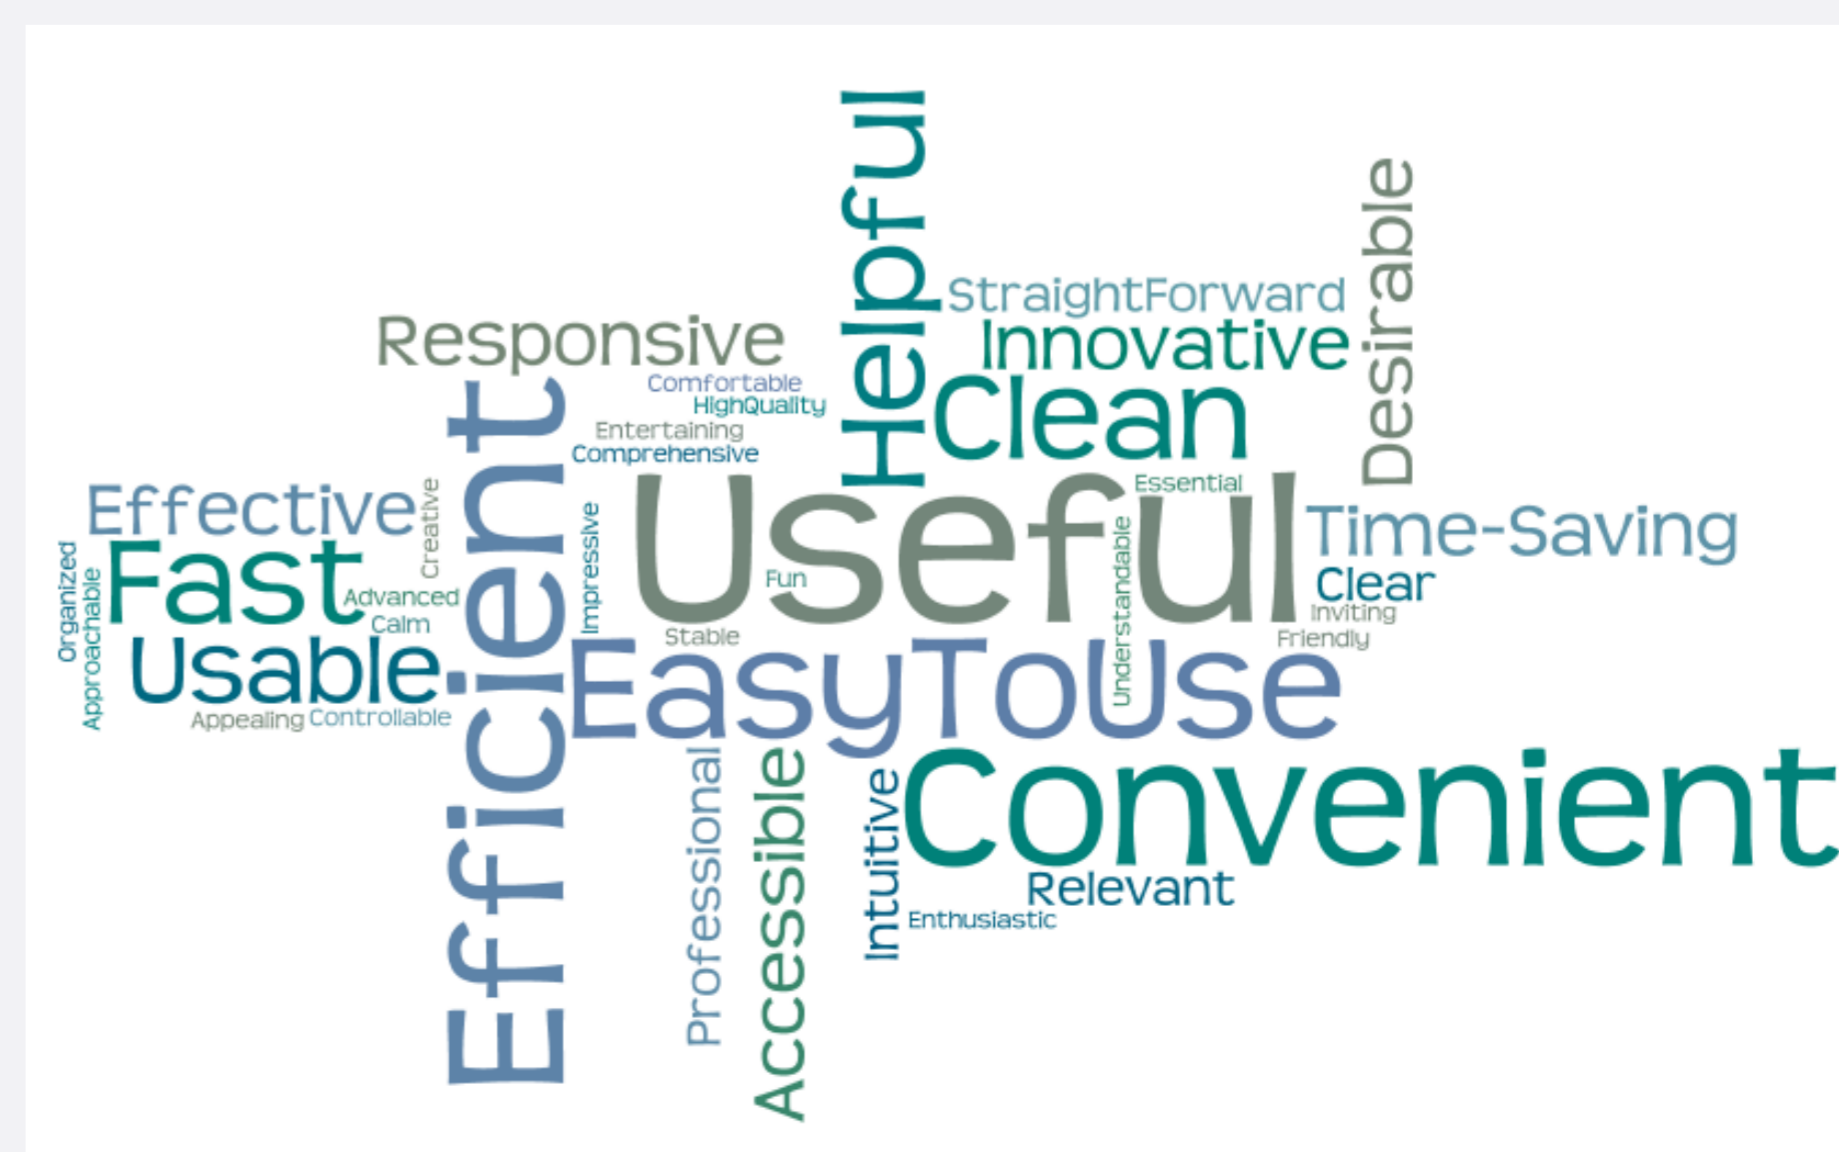 Helpful
Desirable
StraightForward
Responsive
Innovative
Comfortable
HighQuality
Clean
Entertaining
Comprehensive
Efficient
Useful
Essential
Effective
Creative
Impressive
Time-Saving
Organized
Approachable
Fast
Fun
Understandable
Clear
Advanced
Inviting
Calm
Stable
Friendly
Usable
EasyToUse
Appealing
Controllable
Professional
Accessible
Intuitive
Convenient
Relevant
Enthusiastic